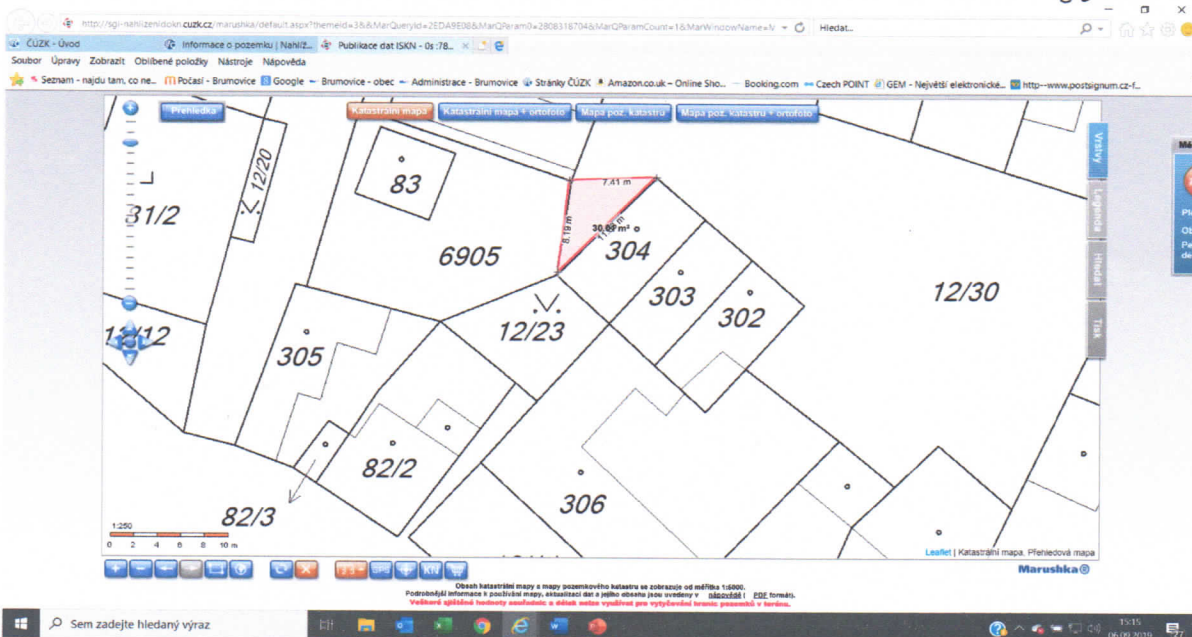 http://sgi-nahlizenidokn.cuzk.cz/marushka/default.aspx?themeid=3&&MarQueryId=2EDA9E08&MarQParam0=2808318704&MarQParamCount=1&MarWindowName=M
Hledat...
ČÚZK - Úvod
Informace o pozemku | Nahlíž...
Publikace dat ISKN - 0s :78...
Soubor Úpravy Zobrazit Oblíbené položky Nástroje Nápověda
Seznam - najdu tam, co ne...
Počasí - Brumovice
Google
Brumovice - obec
Administrace - Brumovice
Stránky ČÚZK
Amazon.co.uk – Online Sho...
Booking.com
Czech POINT
GEM - Největší elektronické...
http--www.postsignum.cz-f...
Přehledka
Katastrální mapa
Katastrální mapa + ortofoto
Mapa poz. katastru
Mapa poz. katastru + ortofoto
Vrstvy
Legenda
Hledat
Tisk
12/20
83
7.41 m
8.19 m
30.01 m²
31/2
6905
304
303
302
12/30
12/23
305
82/2
306
82/3
1:250
0 2 4 6 8 10 m
Leaflet | Katastrální mapa, Přehledová mapa
KN
Marushka®
Obsah katastrální mapy a mapy pozemkového katastru se zobrazuje od měřítka 1:5000.
Podrobnější informace k používání mapy, aktualizaci dat a jejího obsahu jsou uvedeny v nápovědě ( PDF formát).
Veškeré zjištěné hodnoty souřadnic a délek nelze využívat pro vytyčování hranic pozemků v terénu.
Sem zadejte hledaný výraz
15:15
06.09.2019